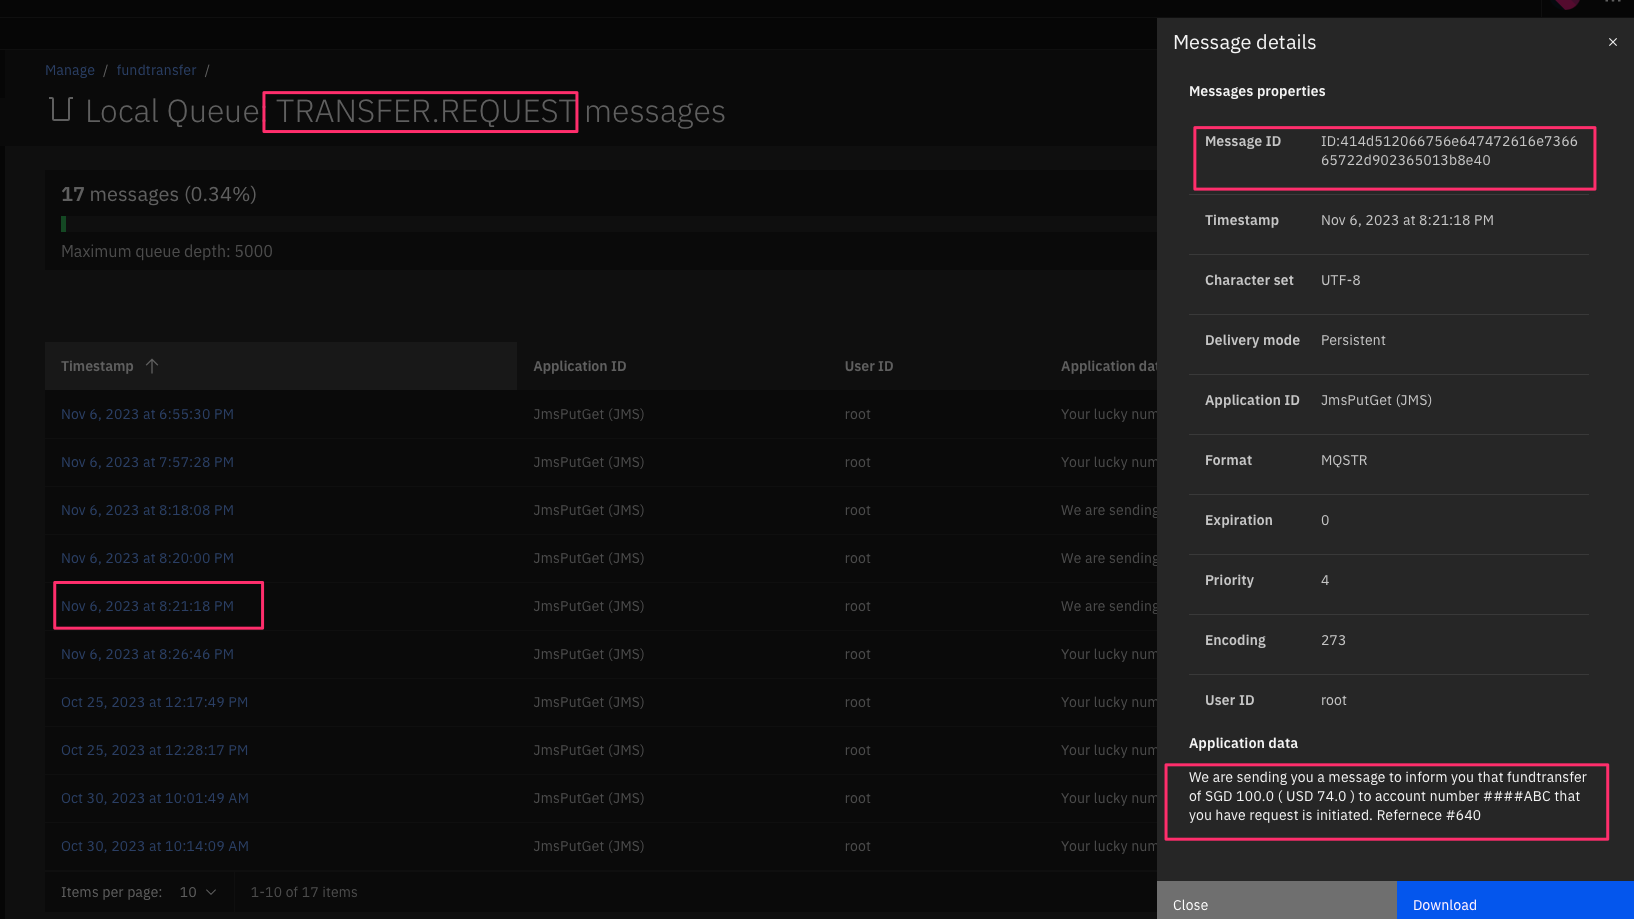 Manage / fundtransfer /
Local Queue TRANSFER.REQUEST messages
17 messages (0.34%)
Maximum queue depth: 5000
Timestamp Application ID User ID Application dat
Nov 6, 2023 at 6:55:30 PM JmsPutGet (JMS) root Your lucky num
Nov 6, 2023 at 7:57:28 PM JmsPutGet (JMS) root Your lucky num
Nov 6, 2023 at 8:18:08 PM JmsPutGet (JMS) root We are sending
Nov 6, 2023 at 8:20:00 PM JmsPutGet (JMS) root We are sending
Nov 6, 2023 at 8:21:18 PM JmsPutGet (JMS) root We are sending
Nov 6, 2023 at 8:26:46 PM JmsPutGet (JMS) root Your lucky num
Oct 25, 2023 at 12:17:49 PM JmsPutGet (JMS) root Your lucky num
Oct 25, 2023 at 12:28:17 PM JmsPutGet (JMS) root Your lucky num
Oct 30, 2023 at 10:01:49 AM JmsPutGet (JMS) root Your lucky num
Oct 30, 2023 at 10:14:09 AM JmsPutGet (JMS) root Your lucky num
Items per page: 10 1-10 of 17 items
Message details
Messages properties
Message ID ID:414d512066756e647472616e7366
65722d902365013b8e40
Timestamp Nov 6, 2023 at 8:21:18 PM
Character set UTF-8
Delivery mode Persistent
Application ID JmsPutGet (JMS)
Format MQSTR
Expiration 0
Priority 4
Encoding 273
User ID root
Application data
We are sending you a message to inform you that fundtransfer
of SGD 100.0 ( USD 74.0 ) to account number ####ABC that
you have request is initiated. Refernece #640
Close Download